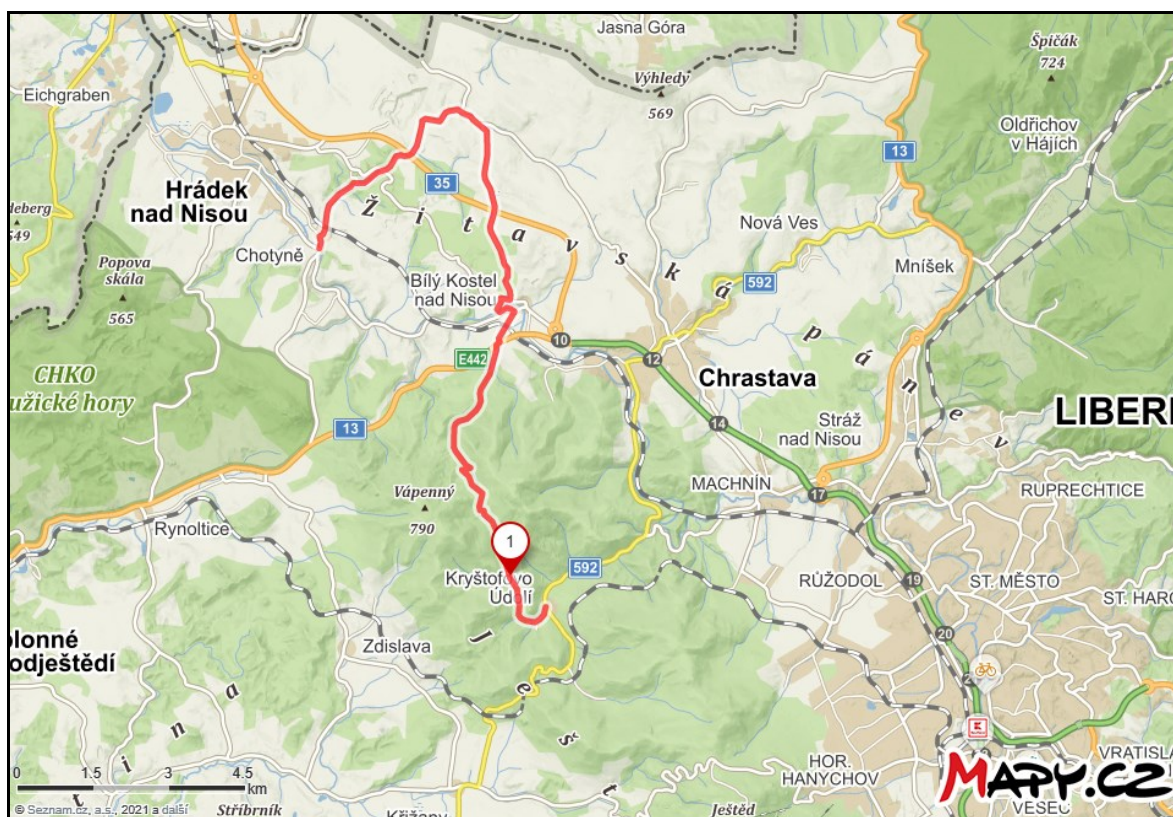 Jasna Góra
Špičák
724
Eichgraben
Výhledy
569
Oldřichov
v Hájích
13
35
Hrádek
nad Nisou
Ž i t a v s k á p á n e v
deberg
549
Chotyně
Nová Ves
Popova
skála
565
Bílý Kostel
nad Nisou
592
Mníšek
10
E442
12
CHKO
užické hory
Chrastava
LIBERE
13
14
Stráž
nad Nisou
Vápenný
790
MACHNÍN
17
RUPRECHTICE
Rynoltice
1
Kryštofovo
Údolí
592
RŮŽODOL
19
ST. MĚSTO
ST. HARC
20
blonné
odještědí
Zdislava
J e š t
t i n a
HOR.
HANYCHOV
VRATISLA
VESEC
0 1.5 3 4.5
km
Stříbrník
Křižany
Ještěd
© Seznam.cz, a.s., 2021 a další
MAPY.CZ